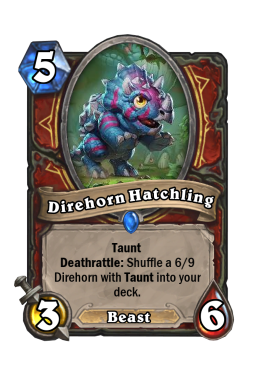 5
Direhorn Hatchling
Taunt
Deathrattle: Shuffle a 6/9
Direhorn with Taunt into your
deck.
3
Beast
6